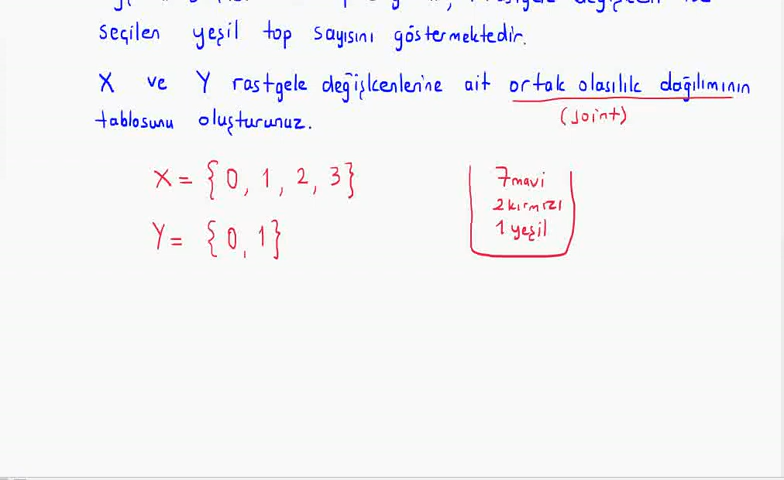 seçilen yeşil top sayısını göstermektedir.
X ve Y rastgele değişkenlerine ait ortak olasılık dağılımının
(Joint)
tablosunu oluşturunuz.
X = {0, 1, 2, 3}
Y = {0, 1}
7 mavi
2 kırmızı
1 yeşil